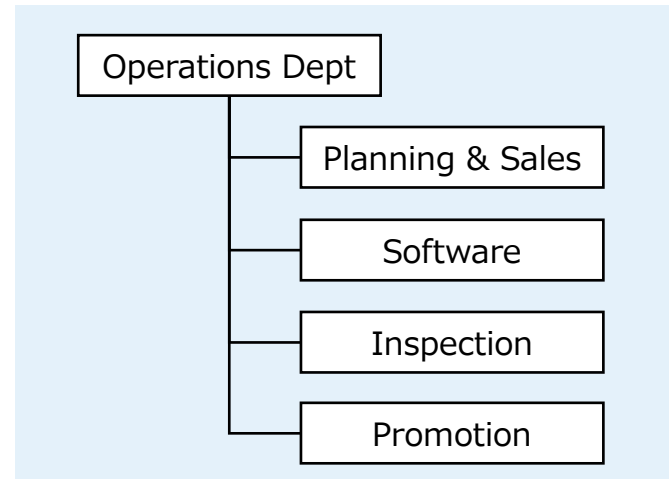 Operations Dept
Planning & Sales
Software
Inspection
Promotion